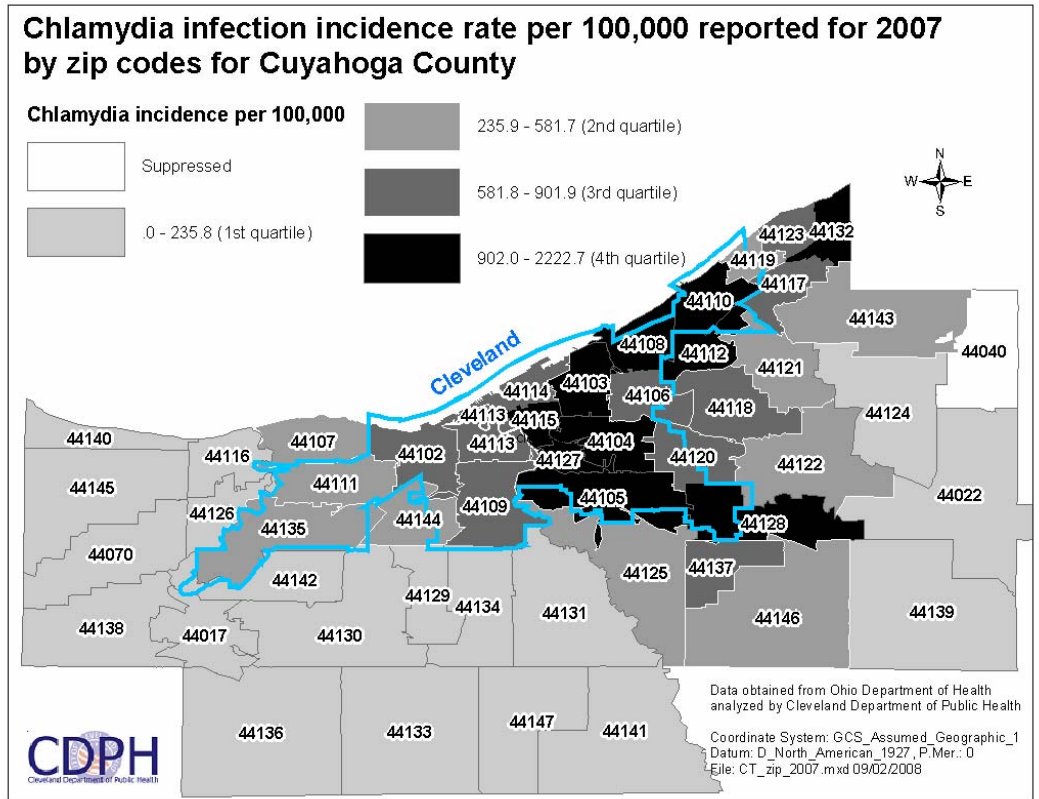 Chlamydia infection incidence rate per 100,000 reported for 2007
by zip codes for Cuyahoga County
Chlamydia incidence per 100,000
Suppressed
.0 - 235.8 (1st quartile)
235.9 - 581.7 (2nd quartile)
581.8 - 901.9 (3rd quartile)
902.0 - 2222.7 (4th quartile)
N
W E
S
Cleveland
44123 44132
44119
44117
44110
44143
44108
44112
44040
44121
44103
44114 44106
44118
44113 44115
44124
44140
44107
44102 44113 44104
44116
44127 44120 44122
44145
44111
44126 44109 44105
44022
44135 44144
44128
44070
44142 44125 44137
44129
44134 44131 44139
44138 44017 44130 44146
44136 44133 44147 44141
Data obtained from Ohio Department of Health
analyzed by Cleveland Department of Public Health
Coordinate System: GCS_Assumed_Geographic_1
Datum: D_North_American_1927, P.Mer.: 0
File: CT_zip_2007.mxd 09/02/2008
CDPH
Cleveland Department of Public Health